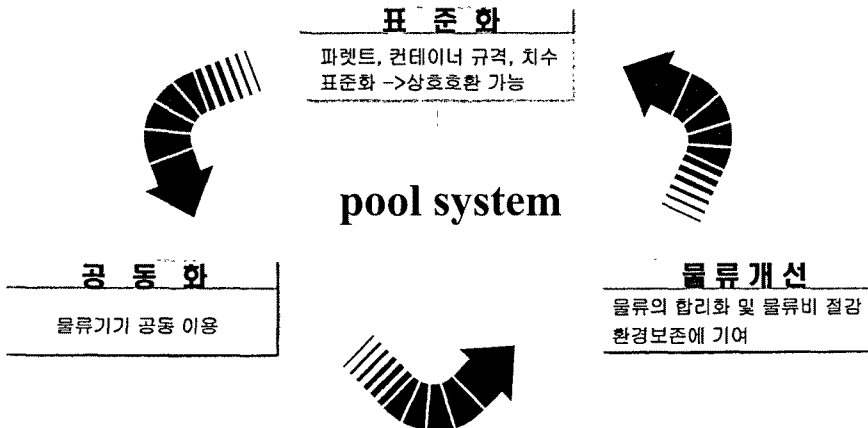 표 준 화
파렛트, 컨테이너 규격, 치수
표준화 ->상호호환 가능
pool system
공 동 화
물류기기 공동 이용
물류개선
물류의 합리화 및 물류비 절감
환경보존에 기여